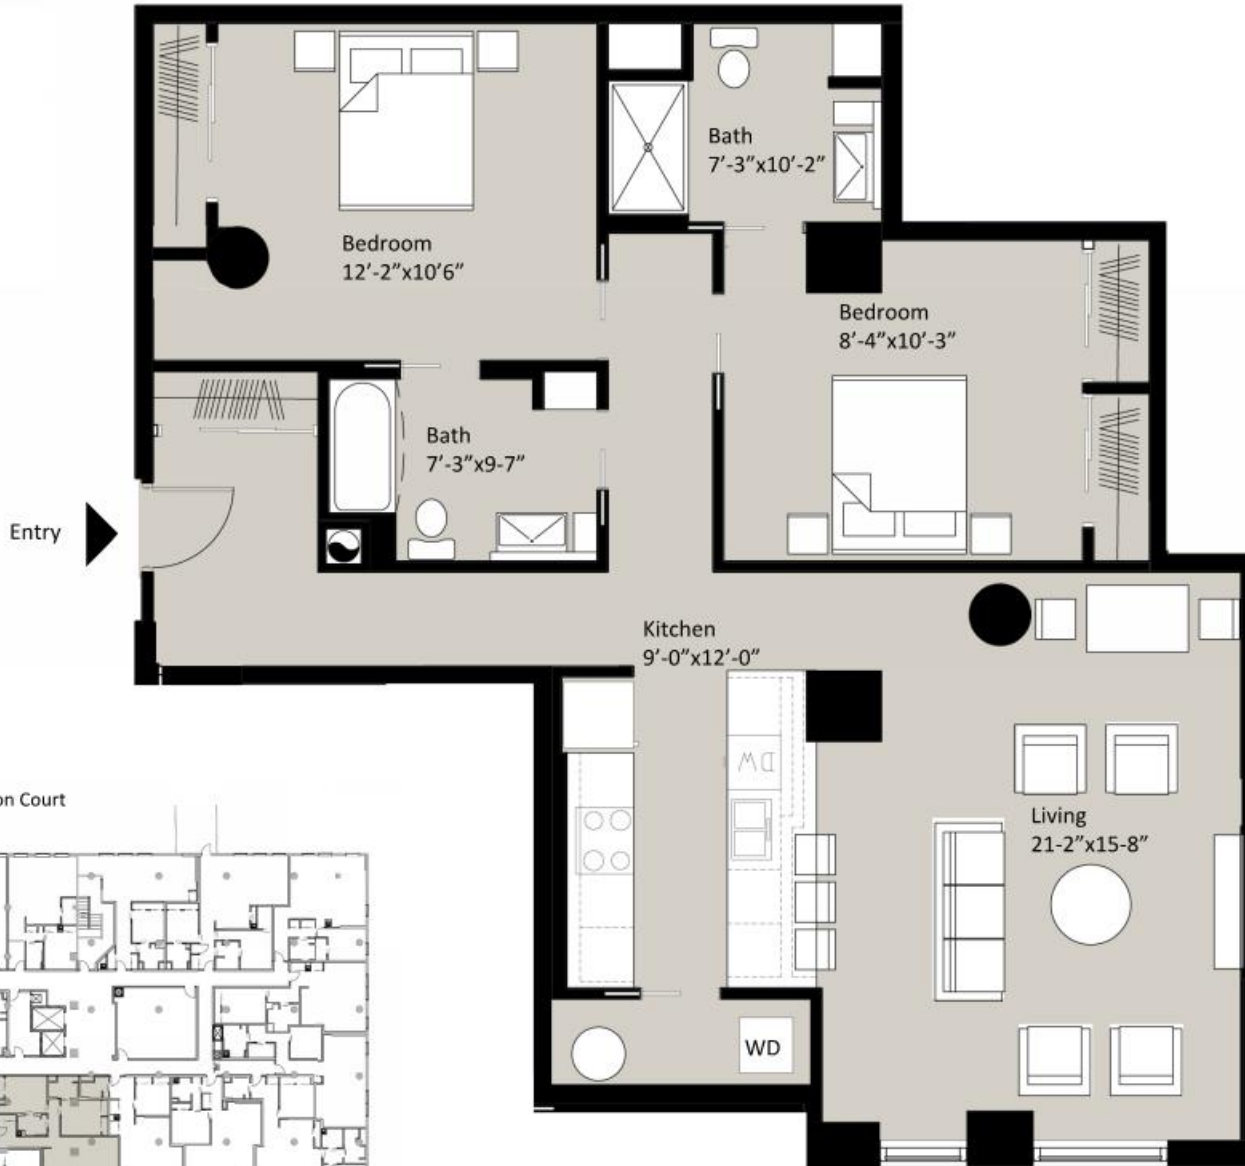 Bath
7’-3”x10’-2”
Bedroom
12’-2”x10’6”
Bedroom
8’-4”x10’-3”
Bath
7’-3”x9-7”
Entry
Kitchen
9’-0”x12’-0”
DW
on Court
Living
21-2”x15-8”
WD